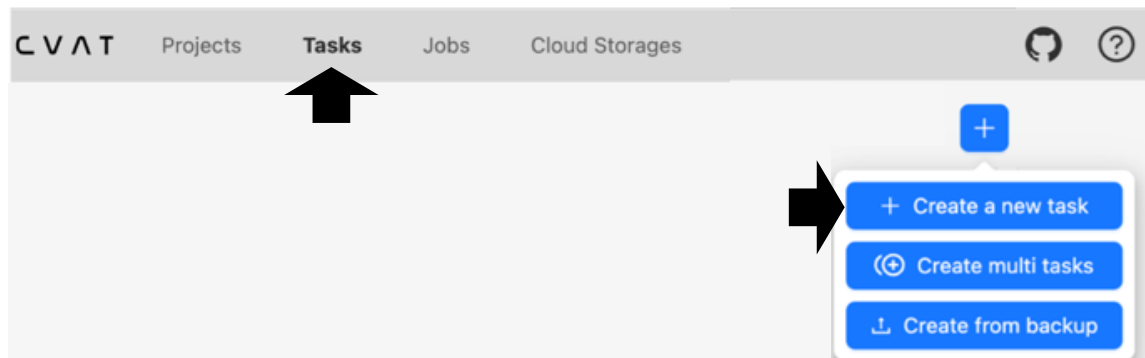 CVAT Projects Tasks Jobs Cloud Storages
Create a new task
Create multi tasks
Create from backup